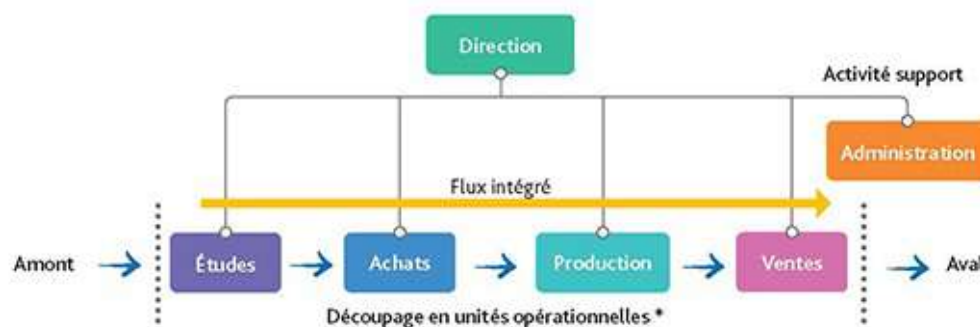 Direction
Activité support
Administration
Flux intégré
Amont
Études
Achats
Production
Ventes
Aval
Découpage en unités opérationnelles *